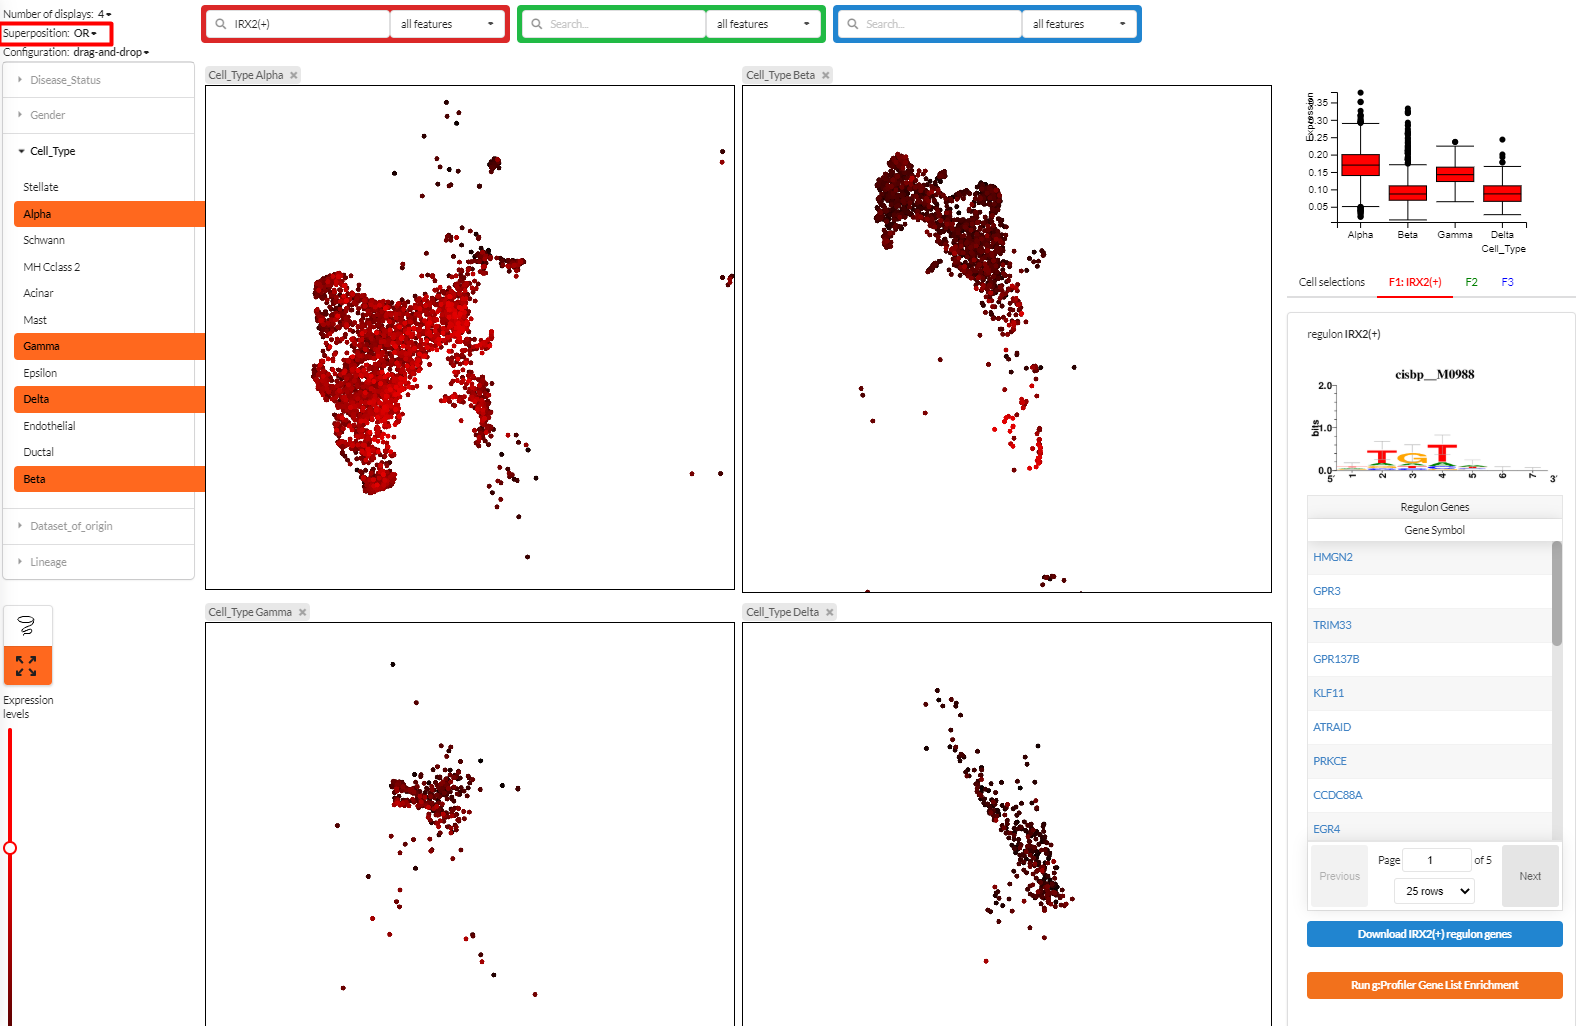 Number of displays: 4
Superposition: OR
Configuration: drag-and-drop
IRX2(+) all features
Search... all features
Search... all features
Disease_Status
Gender
Cell_Type
Stellate
Alpha
Schwann
MH Cclass 2
Acinar
Mast
Gamma
Epsilon
Delta
Endothelial
Ductal
Beta
Dataset_of_origin
Lineage
Expression
levels
Cell_Type Alpha ×
Cell_Type Beta ×
Cell_Type Gamma ×
Cell_Type Delta ×
Expression
0.35
0.30
0.25
0.20
0.15
0.10
0.05
Alpha Beta Gamma Delta
Cell_Type
Cell selections F1: IRX2(+) F2 F3
regulon IRX2(+)
cisbp__M0988
bits
2.0
1.0
0.0
T G T
5' 1 2 3 4 5 6 7 3'
Regulon Genes
Gene Symbol
HMGN2
GPR3
TRIM33
GPR137B
KLF11
ATRAID
PRKCE
CCDC88A
EGR4
Previous Page 1 of 5 Next
25 rows
Download IRX2(+) regulon genes
Run g:Profiler Gene List Enrichment